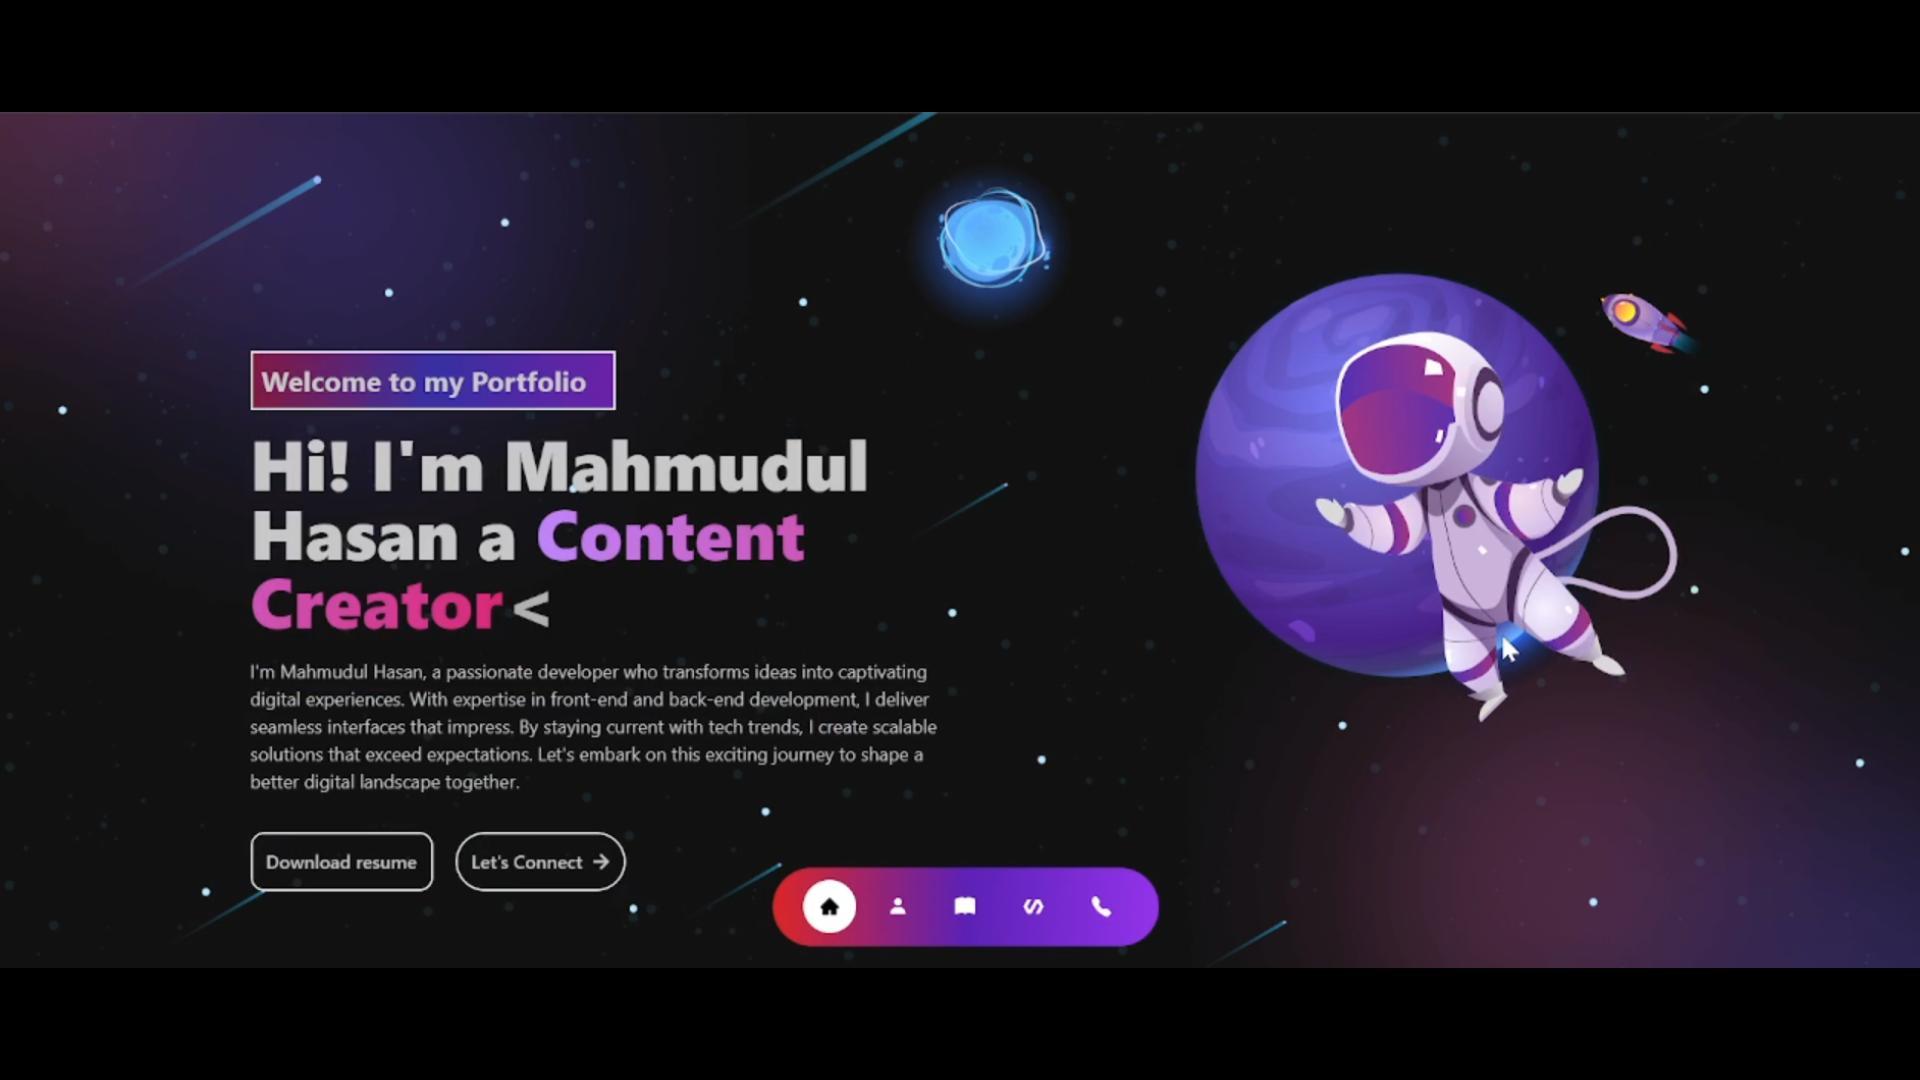 Welcome to my Portfolio
Hi! I'm Mahmudul
Hasan a Content
Creator<
I'm Mahmudul Hasan, a passionate developer who transforms ideas into captivating
digital experiences. With expertise in front-end and back-end development, I deliver
seamless interfaces that impress. By staying current with tech trends, I create scalable
solutions that exceed expectations. Let's embark on this exciting journey to shape a
better digital landscape together.
Download resume
Let's Connect →